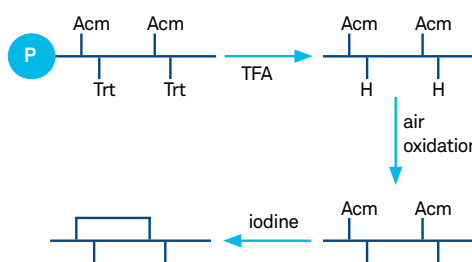 Acm Acm Acm Acm
P
TFA
Trt Trt H H
air
oxidation
Acm Acm
iodine